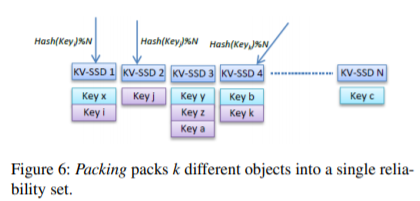 Hash(Keyi)%N
Hash(Keyj)%N
Hash(Keyk)%N
KV-SSD 1
KV-SSD 2
KV-SSD 3
KV-SSD 4
KV-SSD N
Key x
Key j
Key y
Key b
Key c
Key i
Key z
Key k
Key a
Figure 6: Packing packs k different objects into a single relia-
bility set.